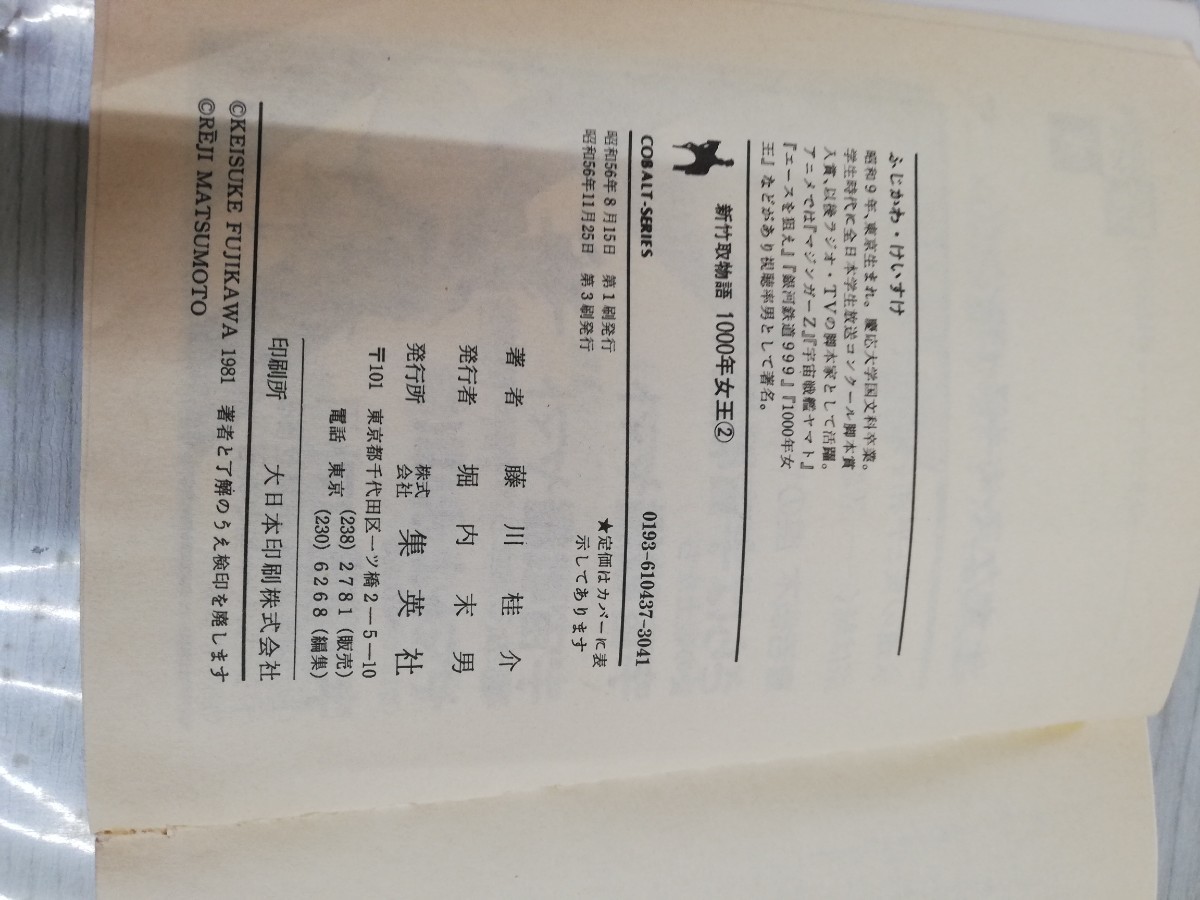 ふじかわ・けいすけ
昭和9年、東京生まれ。慶応大学国文科卒業。
学生時代に全日本学生放送コンクール脚本賞
入賞、以後ラジオ・TVの脚本家として活躍。
アニメでは『マジンガーZ』『宇宙戦艦ヤマト』
『エースを狙え』『銀河鉄道999』『1000年女
王』などがあり視聴率男として著名。
新竹取物語 1000年女王②
COBALT-SERIES 0193-610437-3041
昭和56年8月15日 第1刷発行
昭和56年11月25日 第3刷発行
★定価はカバーに表
示してあります
著者 藤川桂介
発行者 堀内末男
発行所 株式会社 集英社
〒101 東京都千代田区一ツ橋2―5―10
電話 東京 (238)2781(販売)
(230)6268(編集)
印刷所 大日本印刷株式会社
©KEISUKE FUJIKAWA 1981 著者と了解のうえ検印を廃します
©RĒJI MATSUMOTO